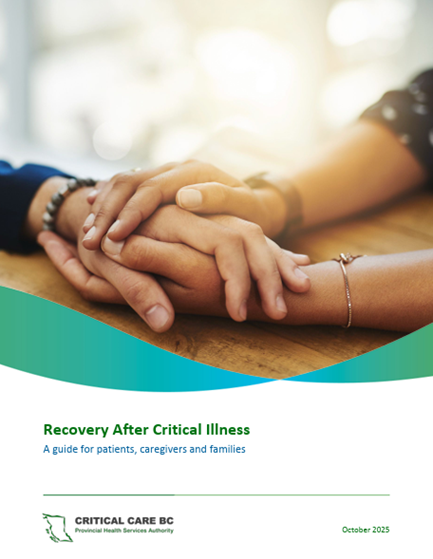 Recovery After Critical Illness
A guide for patients, caregivers and families
CRITICAL CARE BC
Provincial Health Services Authority
October 2025